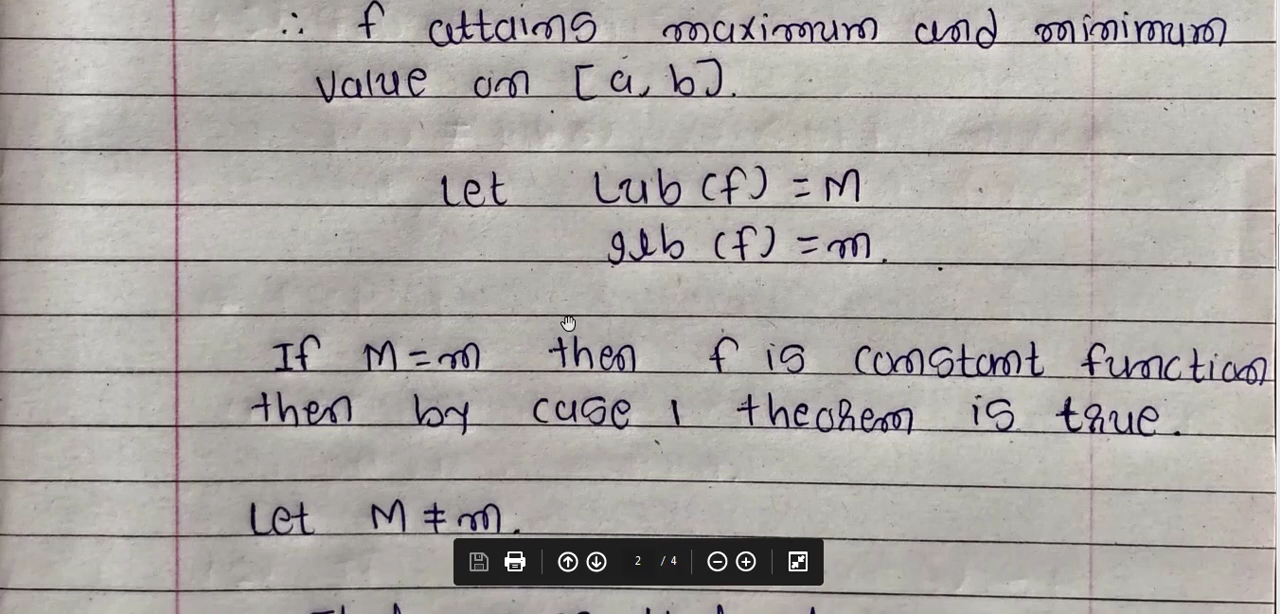 ∴ f attains maximum and minimum
value on [a, b].
Let Lub (f) = M
glb (f) = m.
If M = m then f is constant function
then by case 1 theorem is true.
Let M ≠ m.
2 / 4